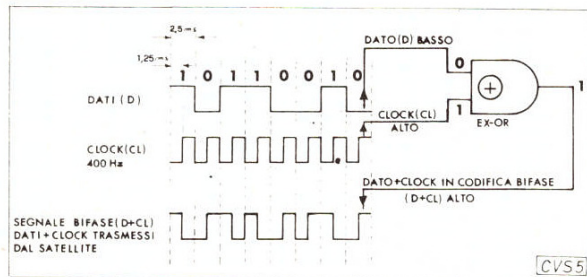 2,5 ms
1,25 ms
1 0 1 1 0 0 1 0
DATI (D)
DATO (D) BASSO
0
1
1
EX-OR
CLOCK (CL)
ALTO
CLOCK (CL)
400 Hz
DATO+CLOCK IN CODIFICA BIFASE
(D+CL) ALTO
SEGNALE BIFASE (D+CL)
DATI+CLOCK TRASMESSI
DAL SATELLITE
CVS5